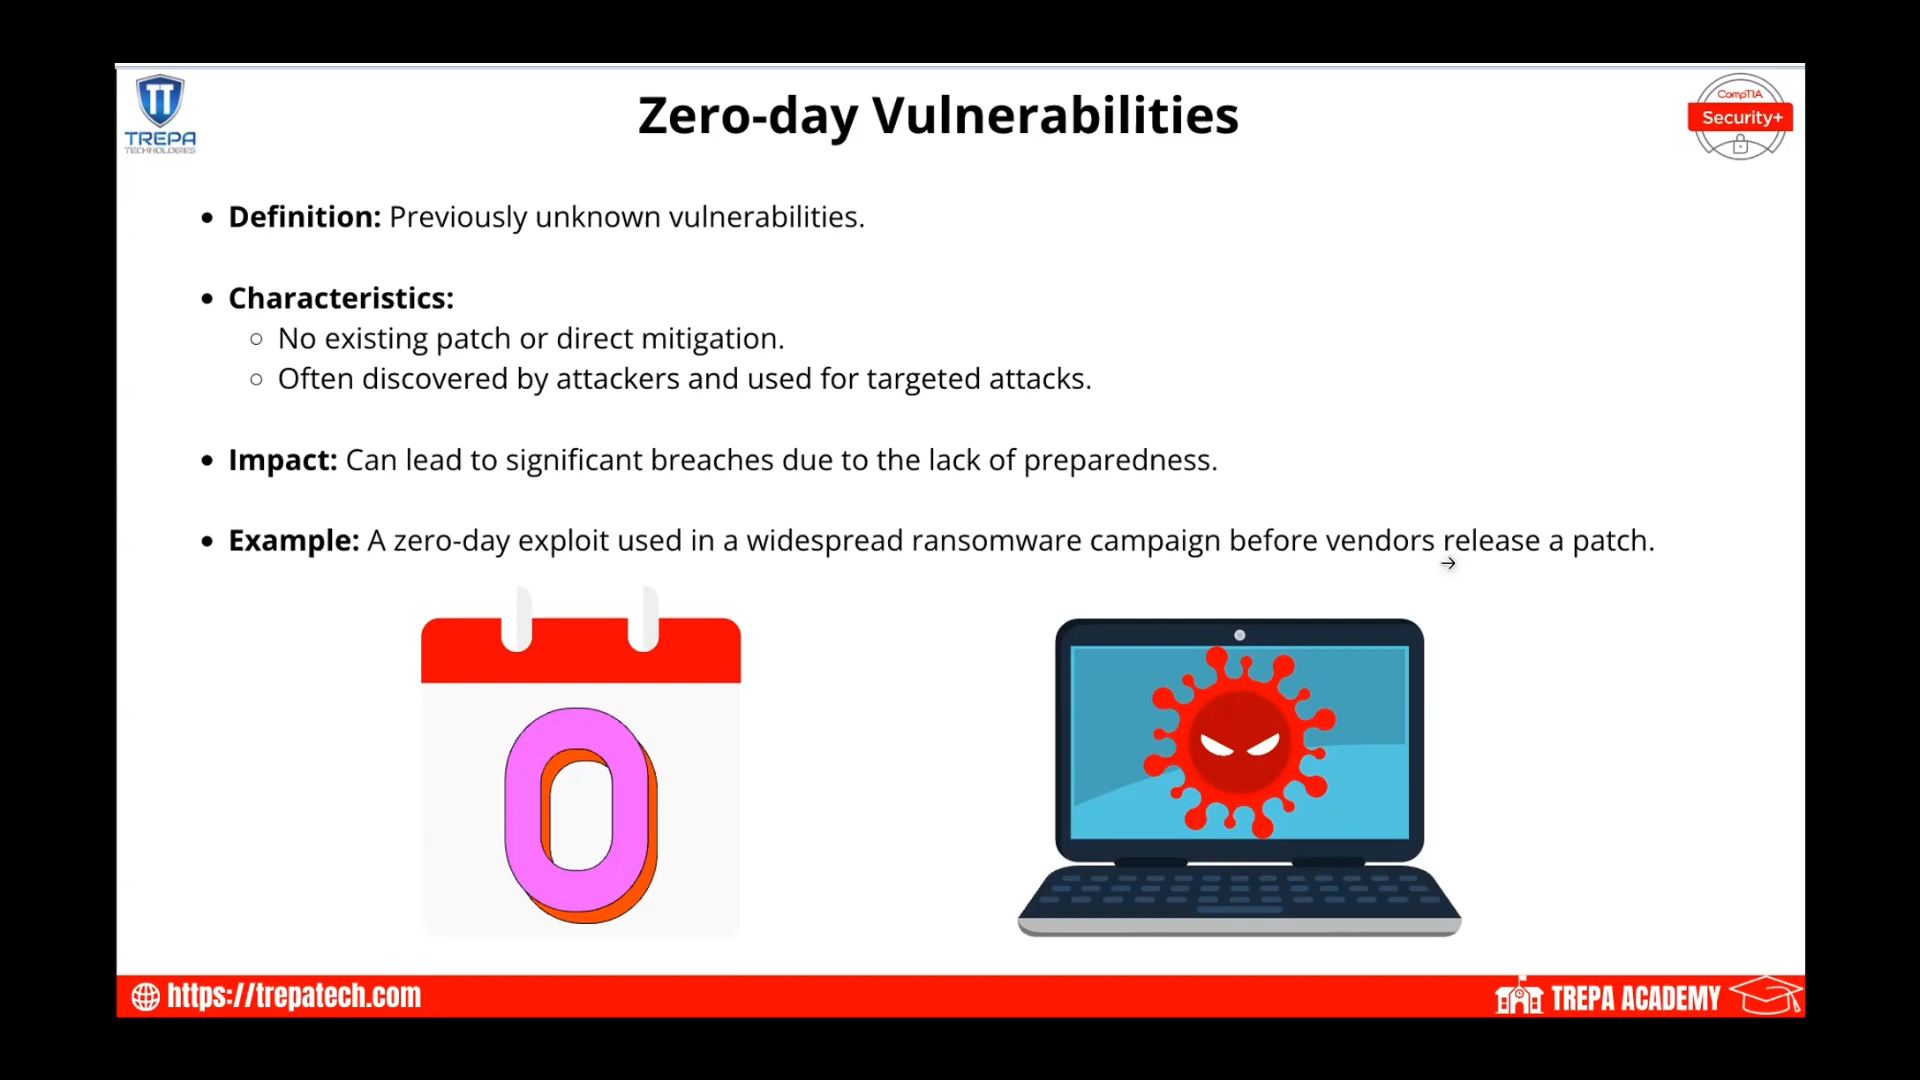 TREPA
TECHNOLOGIES
Zero-day Vulnerabilities
CompTIA
Security+
• Definition: Previously unknown vulnerabilities.
• Characteristics:
○ No existing patch or direct mitigation.
○ Often discovered by attackers and used for targeted attacks.
• Impact: Can lead to significant breaches due to the lack of preparedness.
• Example: A zero-day exploit used in a widespread ransomware campaign before vendors release a patch.
0
https://trepatech.com
TREPA ACADEMY